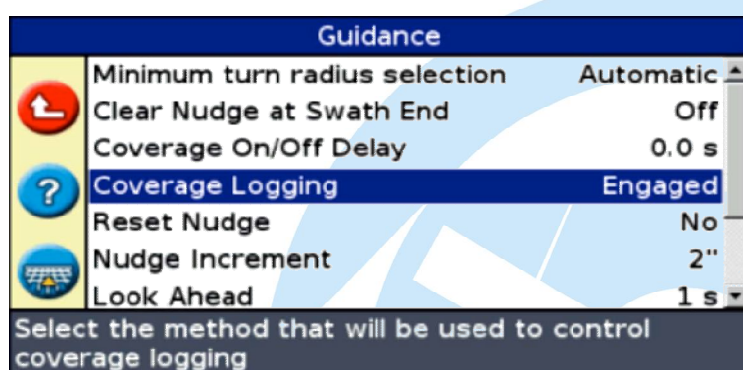 Guidance
Minimum turn radius selection Automatic
Clear Nudge at Swath End Off
Coverage On/Off Delay 0.0 s
Coverage Logging Engaged
Reset Nudge No
Nudge Increment 2"
Look Ahead 1 s
Select the method that will be used to control
coverage logging